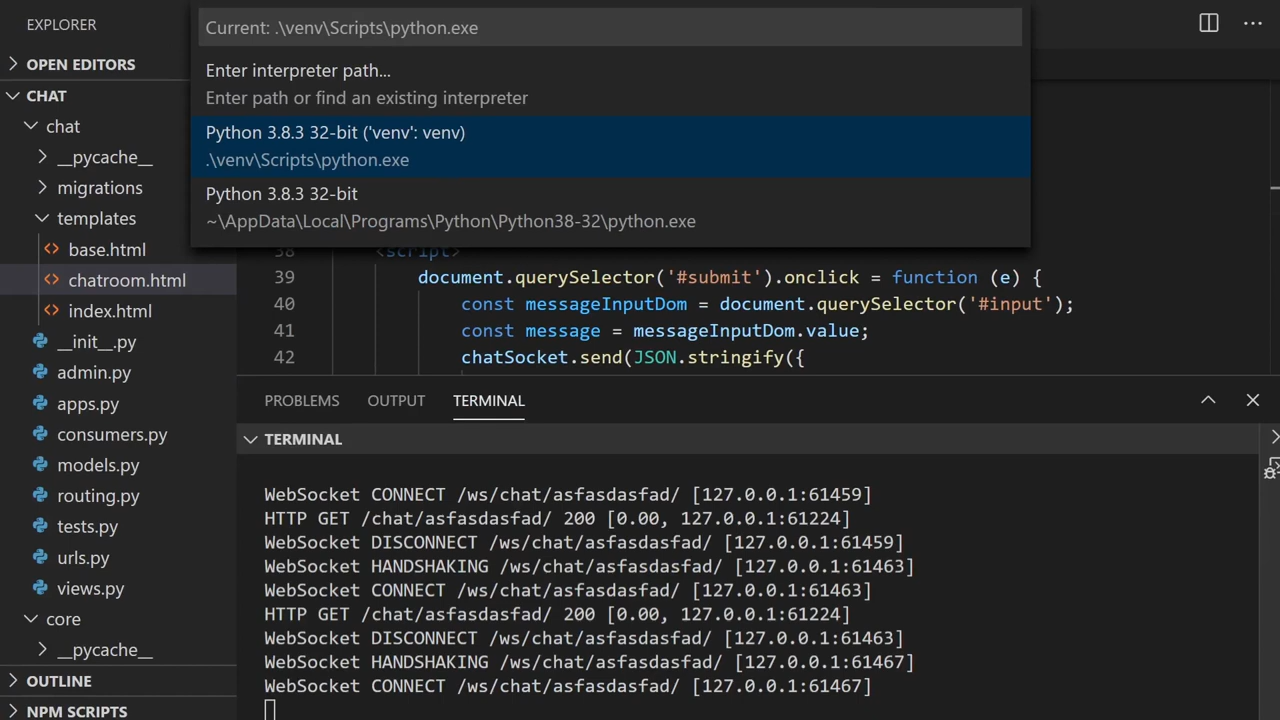 EXPLORER
OPEN EDITORS
CHAT
chat
__pycache__
migrations
templates
base.html
chatroom.html
index.html
__init__.py
admin.py
apps.py
consumers.py
models.py
routing.py
tests.py
urls.py
views.py
core
__pycache__
OUTLINE
NPM SCRIPTS
Current: .\venv\Scripts\python.exe
Enter interpreter path...
Enter path or find an existing interpreter
Python 3.8.3 32-bit ('venv': venv)
.\venv\Scripts\python.exe
Python 3.8.3 32-bit
~\AppData\Local\Programs\Python\Python38-32\python.exe
38 <script>
39 document.querySelector('#submit').onclick = function (e) {
40 const messageInputDom = document.querySelector('#input');
41 const message = messageInputDom.value;
42 chatSocket.send(JSON.stringify({
PROBLEMS OUTPUT TERMINAL
TERMINAL
WebSocket CONNECT /ws/chat/asfasdasfad/ [127.0.0.1:61459]
HTTP GET /chat/asfasdasfad/ 200 [0.00, 127.0.0.1:61224]
WebSocket DISCONNECT /ws/chat/asfasdasfad/ [127.0.0.1:61459]
WebSocket HANDSHAKING /ws/chat/asfasdasfad/ [127.0.0.1:61463]
WebSocket CONNECT /ws/chat/asfasdasfad/ [127.0.0.1:61463]
HTTP GET /chat/asfasdasfad/ 200 [0.00, 127.0.0.1:61224]
WebSocket DISCONNECT /ws/chat/asfasdasfad/ [127.0.0.1:61463]
WebSocket HANDSHAKING /ws/chat/asfasdasfad/ [127.0.0.1:61467]
WebSocket CONNECT /ws/chat/asfasdasfad/ [127.0.0.1:61467]